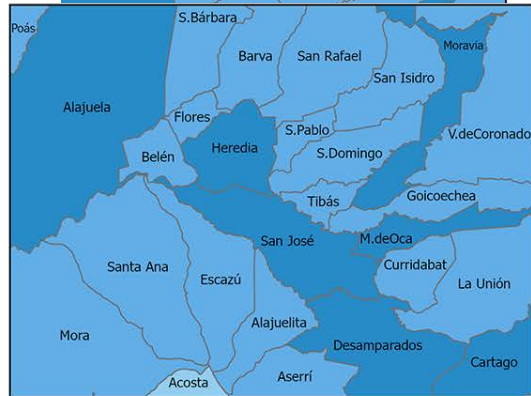 S.Bárbara
Poás
Barva
San Rafael
Moravia
San Isidro
Alajuela
Flores
S.Pablo
V.deCoronado
Belén
Heredia
S.Domingo
Tibás
Goicoechea
San José
M.deOca
Santa Ana
Escazú
Curridabat
La Unión
Mora
Alajuelita
Desamparados
Cartago
Acosta
Aserrí